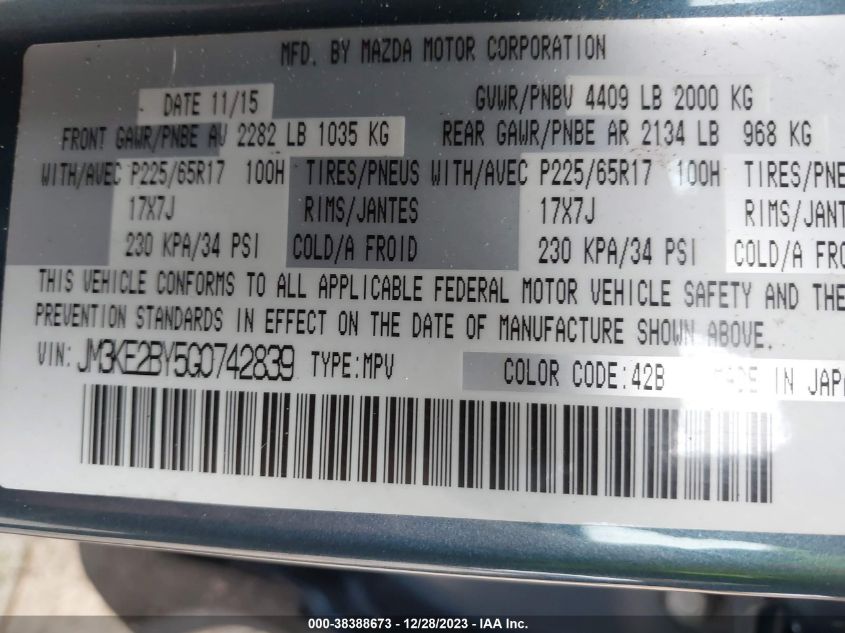 MFD. BY MAZDA MOTOR CORPORATION
DATE 11/15 GVWR/PNBV 4409 LB 2000 KG
FRONT GAWR/PNBE AV 2282 LB 1035 KG REAR GAWR/PNBE AR 2134 LB 968 KG
WITH/AVEC P225/65R17 100H TIRES/PNEUS WITH/AVEC P225/65R17 100H TIRES/PNE
17X7J RIMS/JANTES 17X7J RIMS/JANT
230 KPA/34 PSI COLD/A FROID 230 KPA/34 PSI COLD/A FRO
THIS VEHICLE CONFORMS TO ALL APPLICABLE FEDERAL MOTOR VEHICLE SAFETY AND THE
PREVENTION STANDARDS IN EFFECT ON THE DATE OF MANUFACTURE SHOWN ABOVE.
VIN: JM3KE2BY5G0742839 TYPE:MPV COLOR CODE:42B MADE IN JAPA
000-38388673 - 12/28/2023 - IAA Inc.